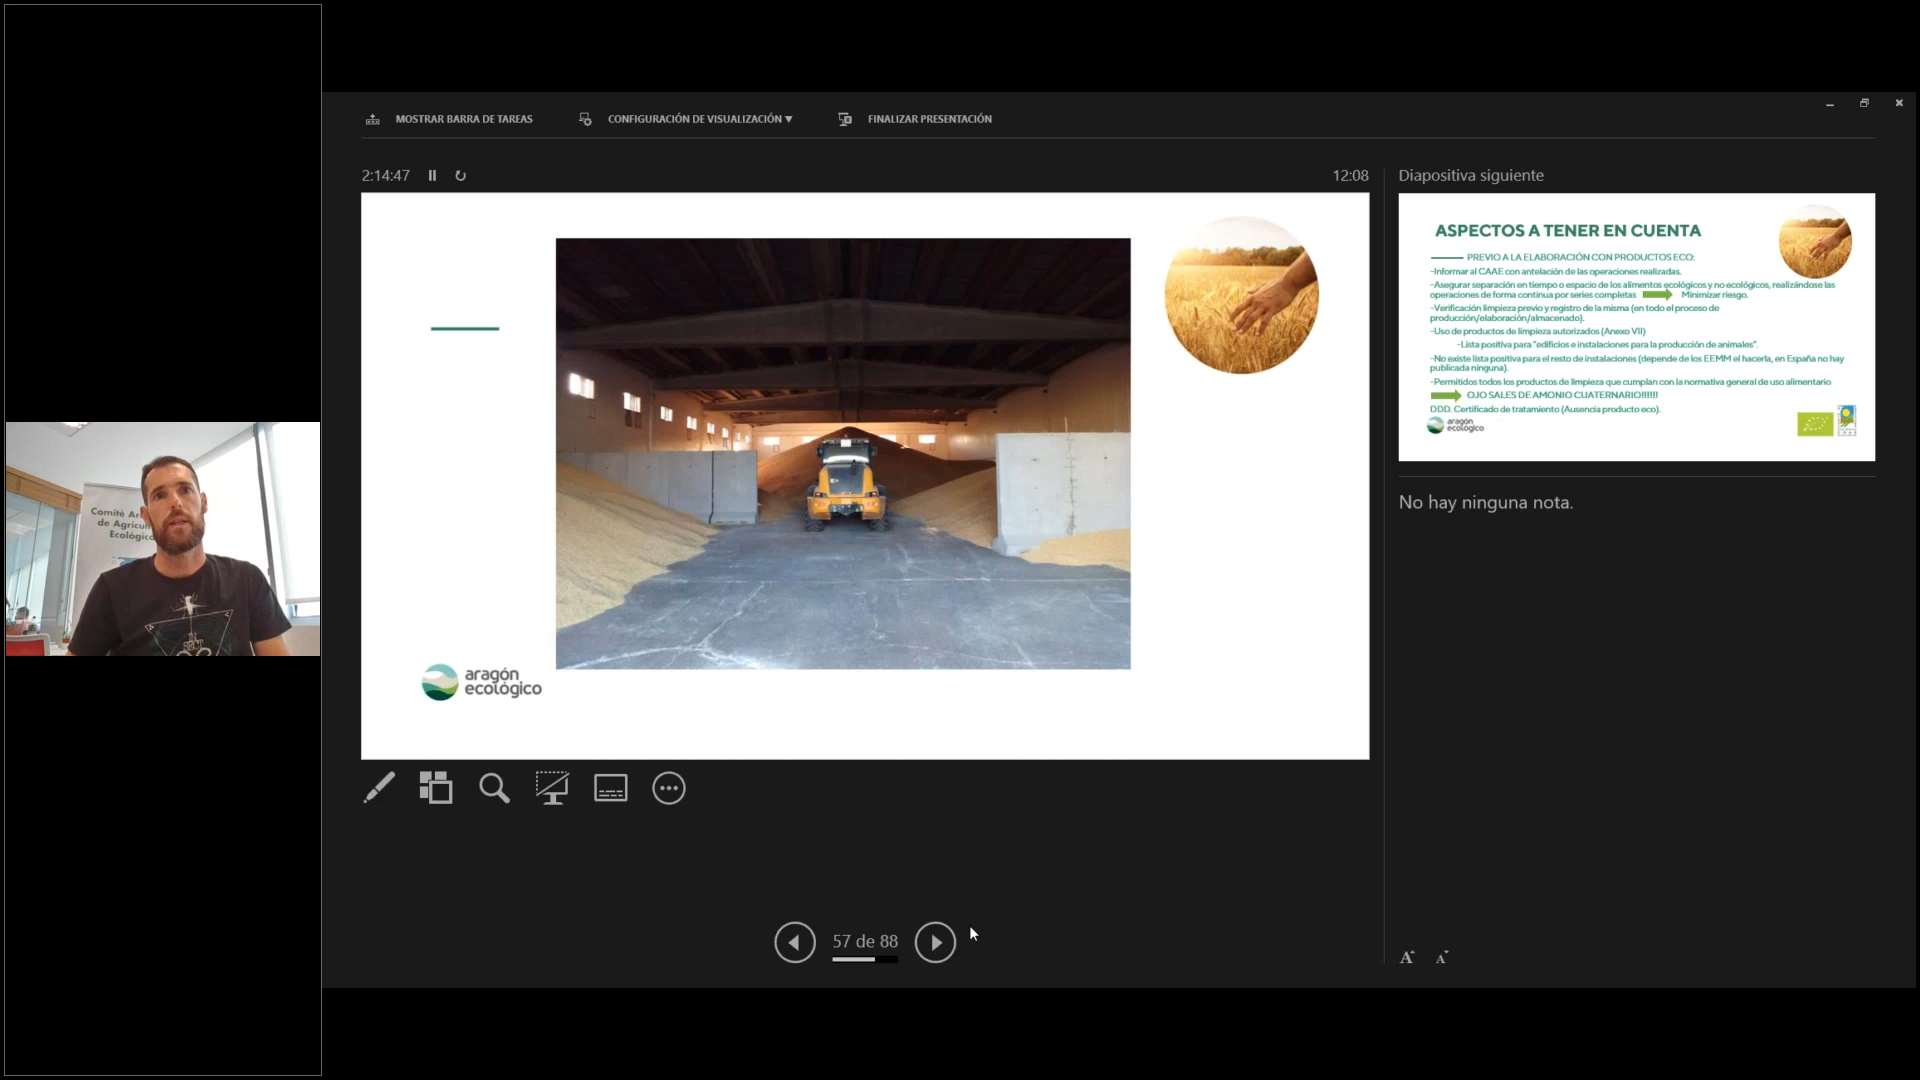 MOSTRAR BARRA DE TAREAS
CONFIGURACIÓN DE VISUALIZACIÓN ▼
FINALIZAR PRESENTACIÓN
2:14:47
12:08
aragón
ecológico
57 de 88
Diapositiva siguiente
ASPECTOS A TENER EN CUENTA
PREVIO A LA ELABORACIÓN CON PRODUCTOS ECO:
-Informar al CAAE con antelación de las operaciones realizadas.
-Asegurar separación en tiempo o espacio de los alimentos ecológicos y no ecológicos, realizándose las
operaciones de forma continua por series completas Minimizar riesgo.
-Verificación limpieza previo y registro de la misma (en todo el proceso de
producción/elaboración/almacenado).
-Uso de productos de limpieza autorizados (Anexo VII)
-Lista positiva para "edificios e instalaciones para la producción de animales".
-No existe lista positiva para el resto de instalaciones (depende de los EEMM el hacerla, en España no hay
publicada ninguna).
-Permitidos todos los productos de limpieza que cumplan con la normativa general de uso alimentario
OJO SALES DE AMONIO CUATERNARIO!!!!!!
DDD. Certificado de tratamiento (Ausencia producto eco).
aragón
ecológico
No hay ninguna nota.
Comité
de
Ecológic